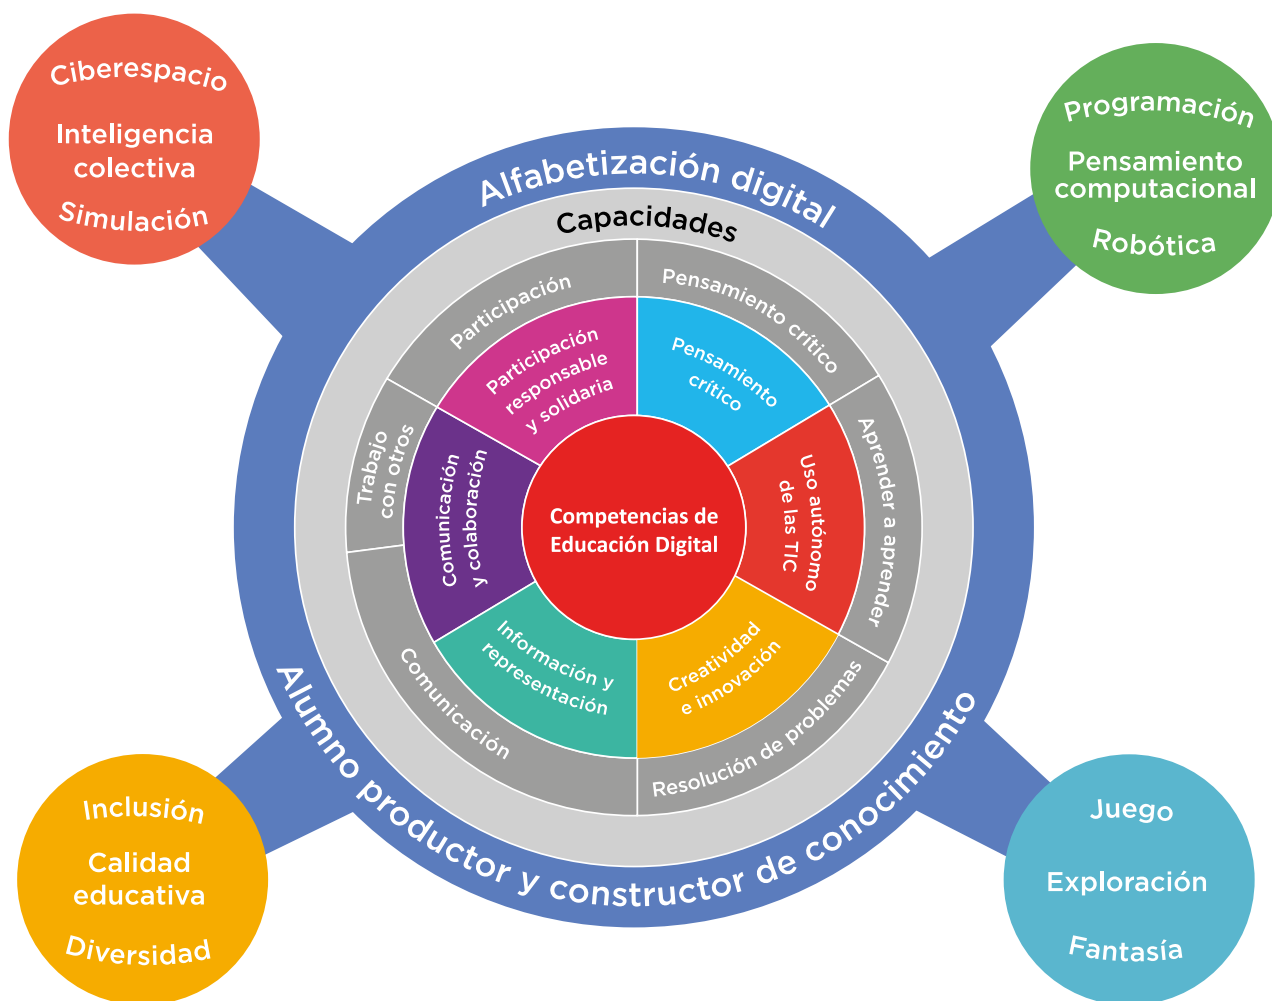 Ciberespacio
Inteligencia
colectiva
Simulación
Programación
Pensamiento
computacional
Robótica
Alfabetización digital
Capacidades
Participación
Pensamiento crítico
Aprender a aprender
Resolución de problemas
Comunicación
Trabajo
con otros
Participación
responsable
y solidaria
Pensamiento
crítico
Uso autónomo
de las TIC
Creatividad
e innovación
Información y
representación
Comunicación
y colaboración
Competencias de
Educación Digital
Alumno productor y constructor de conocimiento
Inclusión
Calidad
educativa
Diversidad
Juego
Exploración
Fantasía